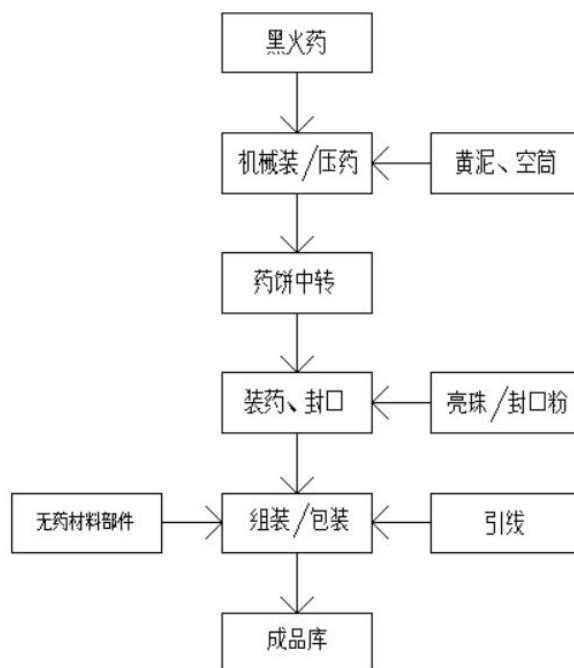 黑火药
机械装/压药
黄泥、空筒
药饼中转
装药、封口
亮珠/封口粉
无药材料部件
组装/包装
引线
成品库